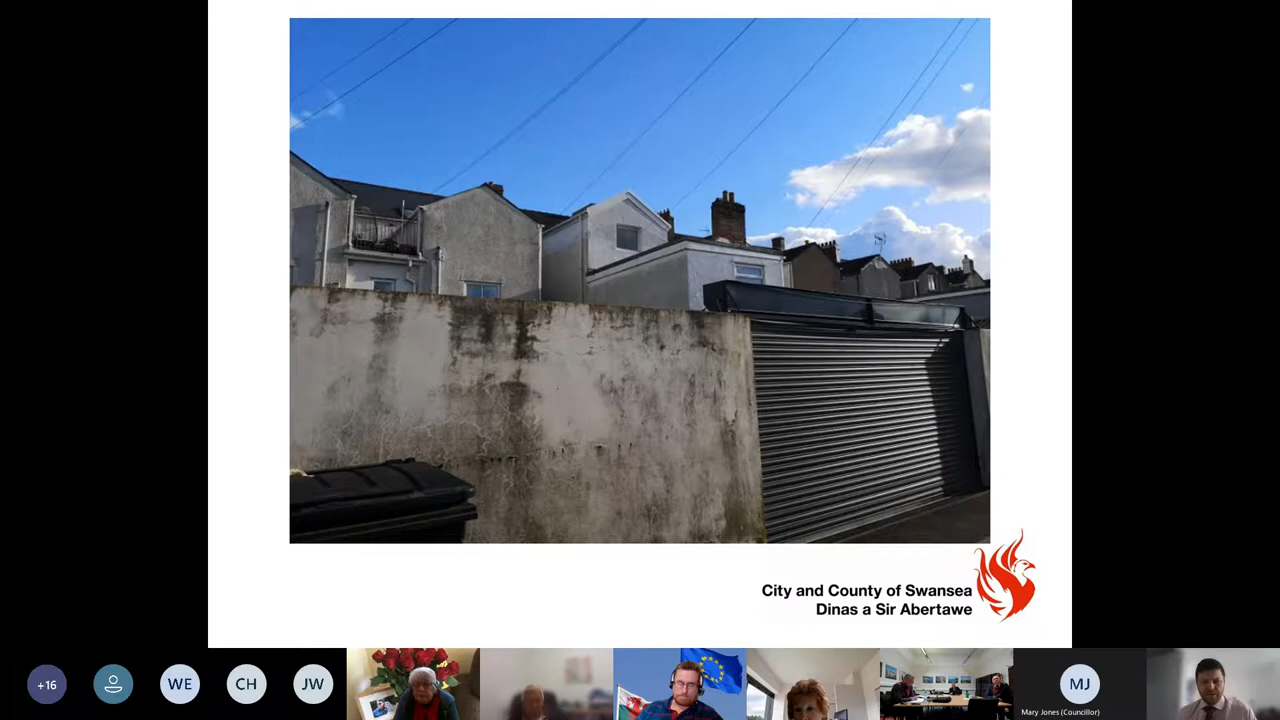 City and County of Swansea
Dinas a Sir Abertawe
+16
WE
CH
JW
MJ
Mary Jones (Councillor)